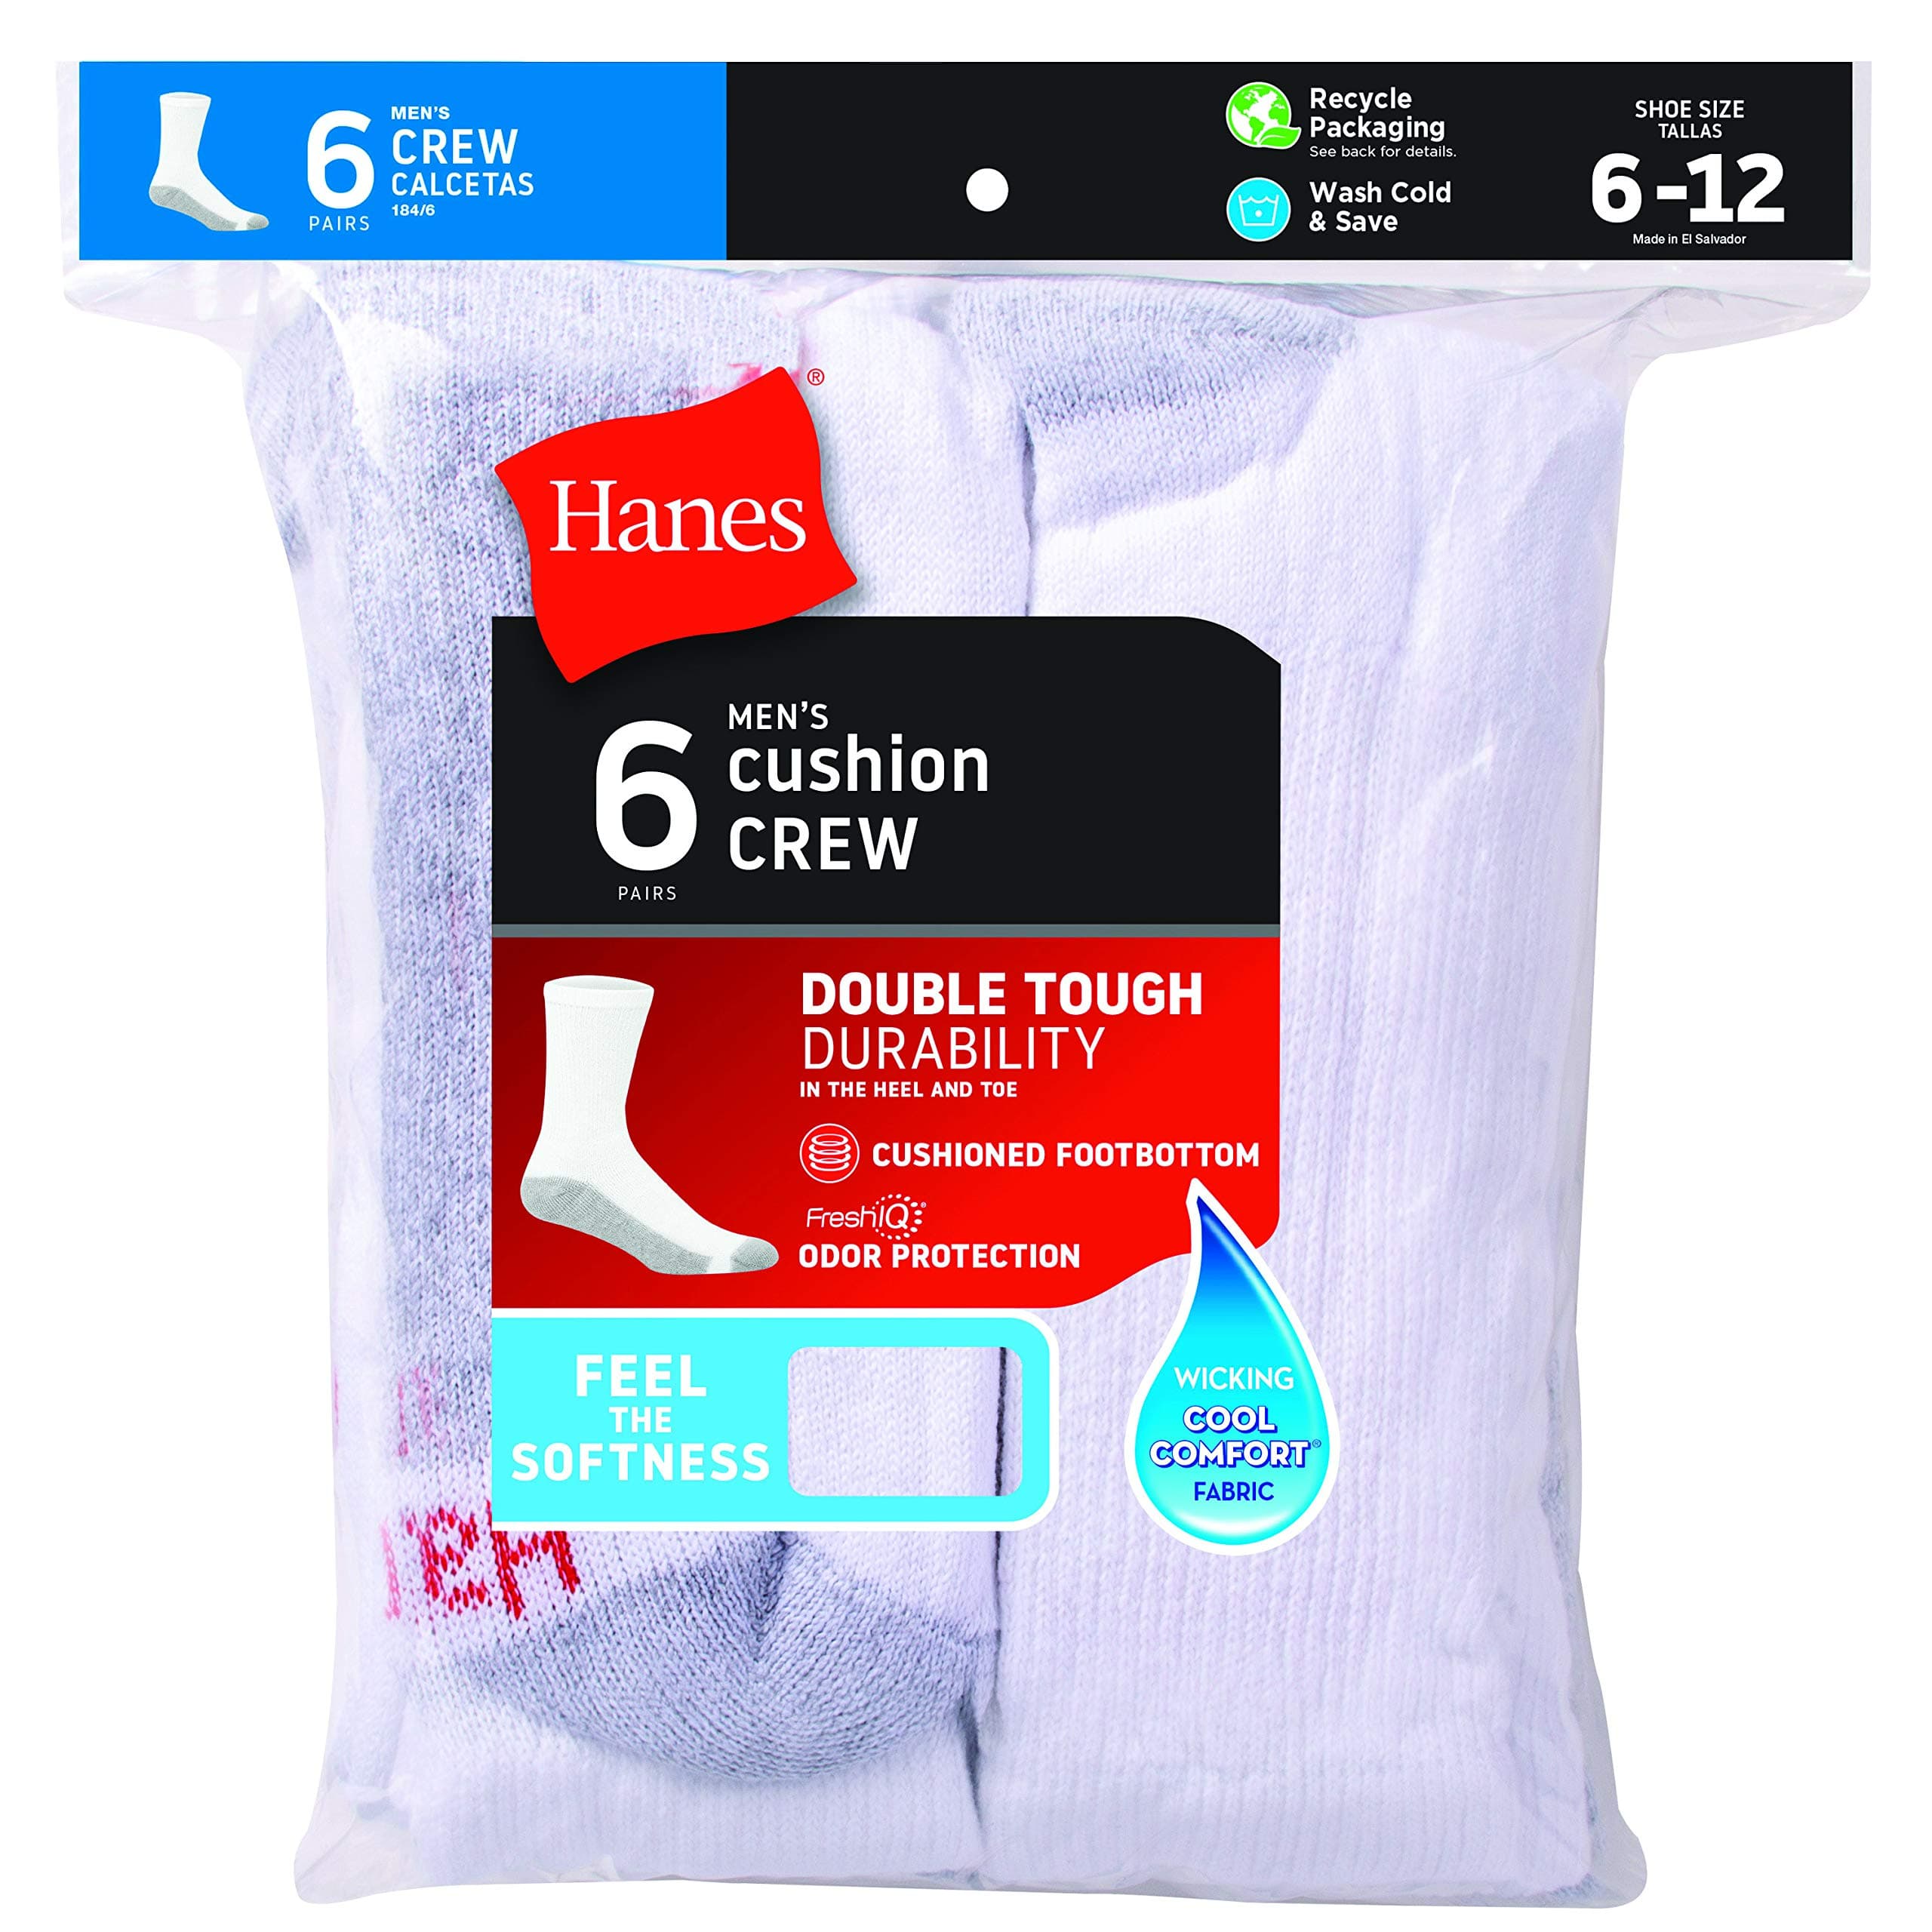 6
PAIRS
MEN'S
CREW
CALCETAS
184/6
Recycle
Packaging
See back for details.
Wash Cold
& Save
SHOE SIZE
TALLAS
6-12
Made in El Salvador
Hanes®
6
PAIRS
MEN'S
cushion
CREW
DOUBLE TOUGH
DURABILITY
IN THE HEEL AND TOE
CUSHIONED FOOTBOTTOM
FreshIQ®
ODOR PROTECTION
FEEL
THE
SOFTNESS
WICKING
COOL
COMFORT®
FABRIC